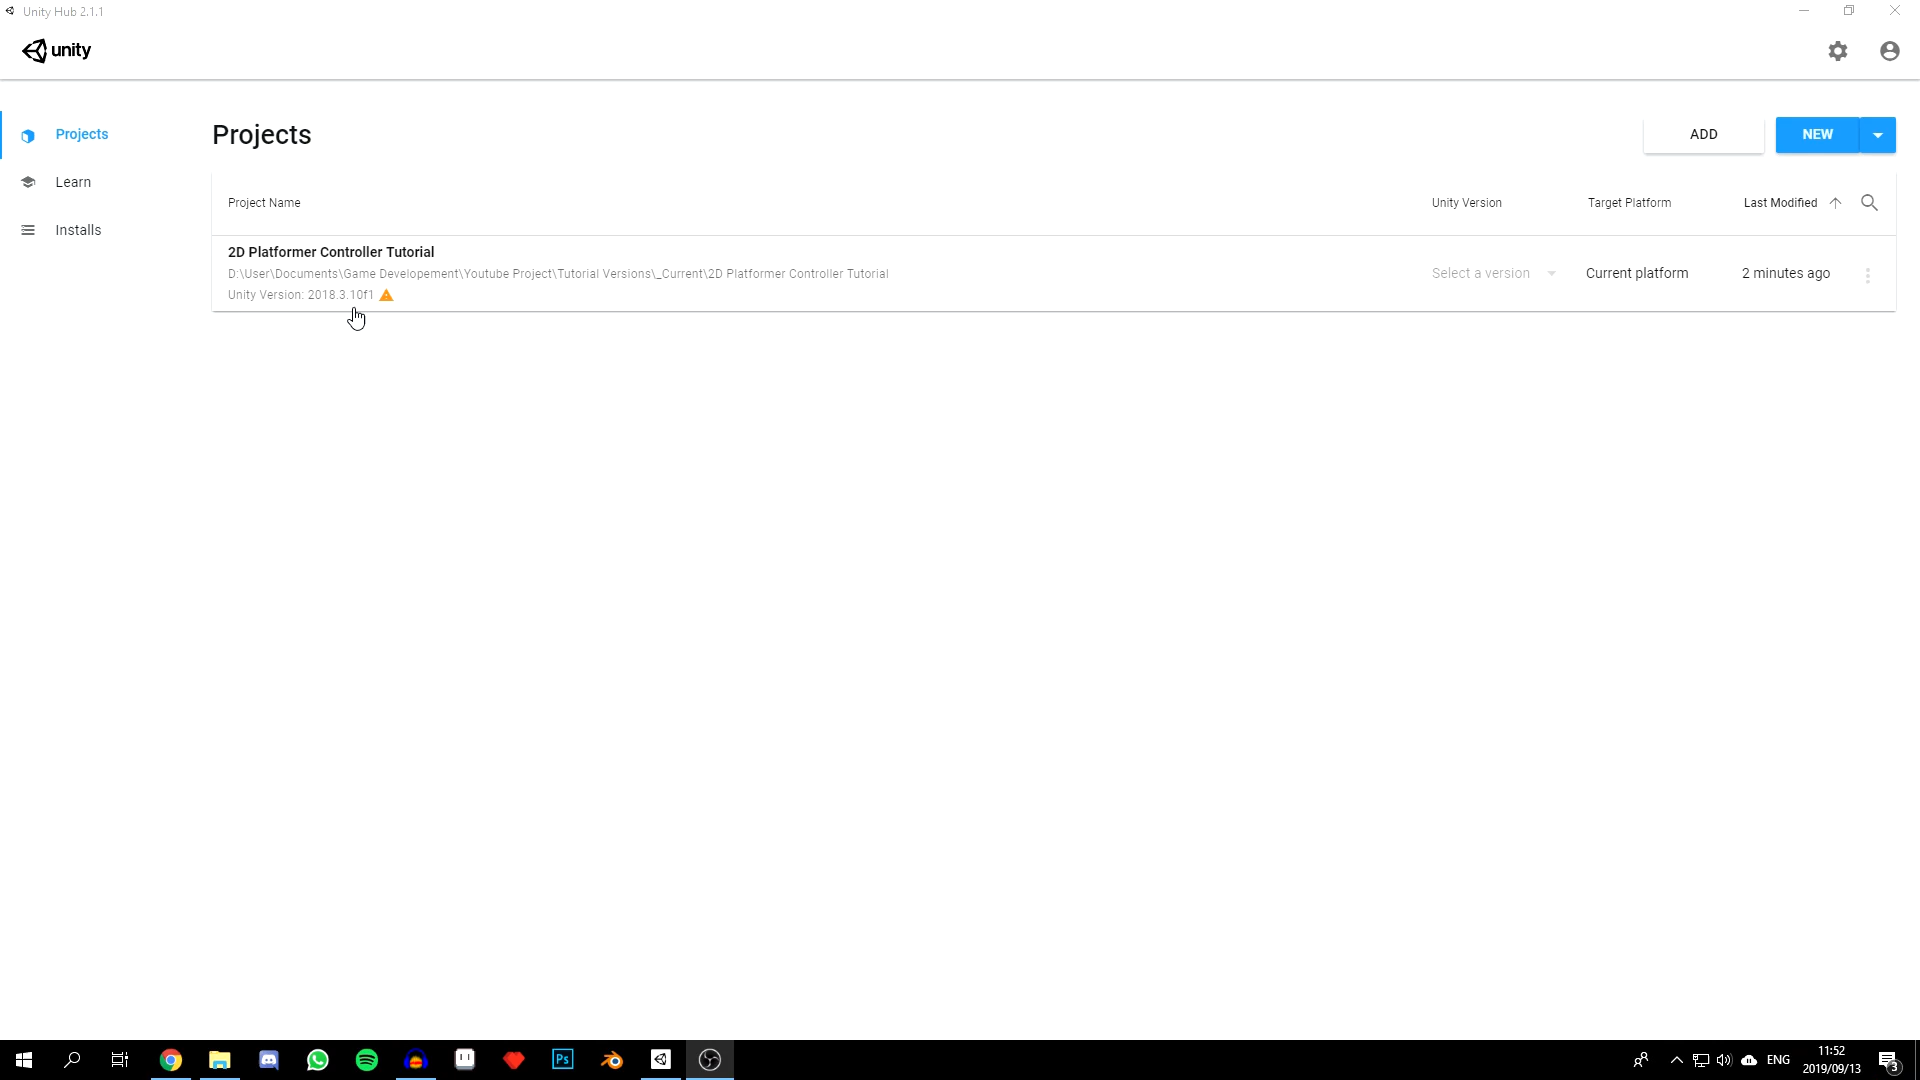 Unity Hub 2.1.1
unity
Projects
Learn
Installs
Projects
ADD
NEW
Project Name
Unity Version
Target Platform
Last Modified
2D Platformer Controller Tutorial
D:\User\Documents\Game Developement\Youtube Project\Tutorial Versions\_Current\2D Platformer Controller Tutorial
Unity Version: 2018.3.10f1
Select a version
Current platform
2 minutes ago
Ps
ENG
11:52
2019/09/13
3